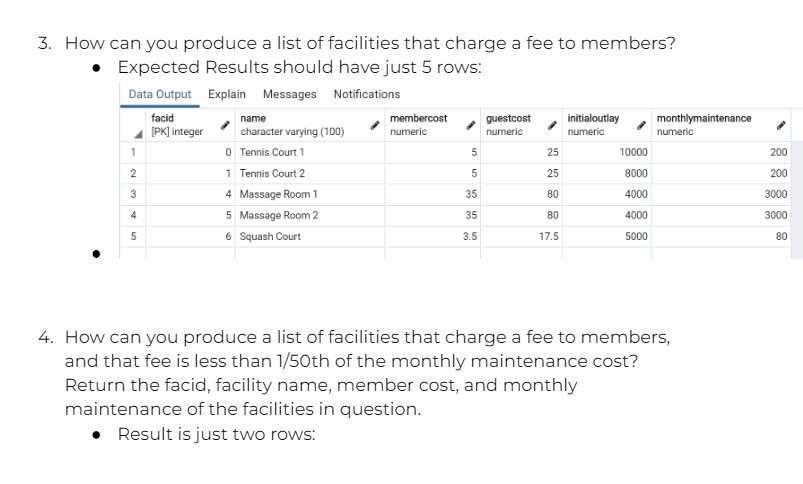 3. How can you produce a list of facilities that charge a fee to members?
● Expected Results should have just 5 rows:
Data Output Explain Messages Notifications
facid name membercost guestcost initialoutlay monthlymaintenance
[PK] integer character varying (100) numeric numeric numeric numeric
1 0 Tennis Court 1 5 25 10000 200
2 1 Tennis Court 2 5 25 8000 200
3 4 Massage Room 1 35 80 4000 3000
4 5 Massage Room 2 35 80 4000 3000
5 6 Squash Court 3.5 17.5 5000 80
●
4. How can you produce a list of facilities that charge a fee to members,
and that fee is less than 1/50th of the monthly maintenance cost?
Return the facid, facility name, member cost, and monthly
maintenance of the facilities in question.
● Result is just two rows: